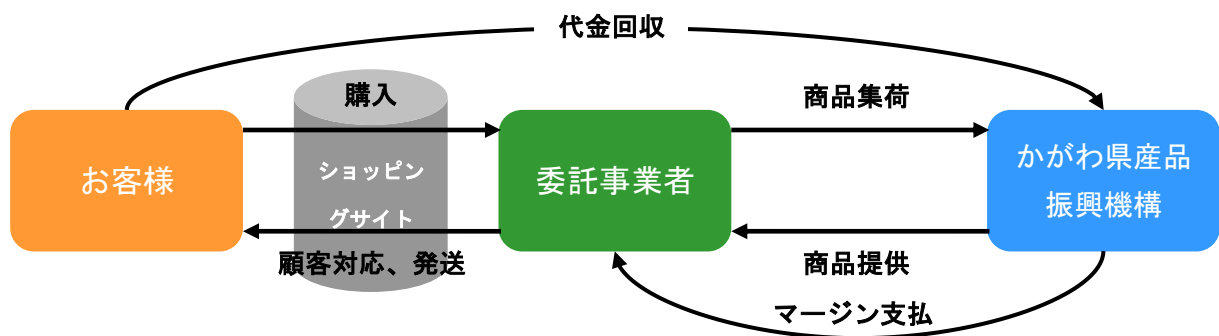 代金回収
購入
商品集荷
お客様
ショッピン
グサイト
委託事業者
かがわ県産品
振興機構
顧客対応、発送
商品提供
マージン支払